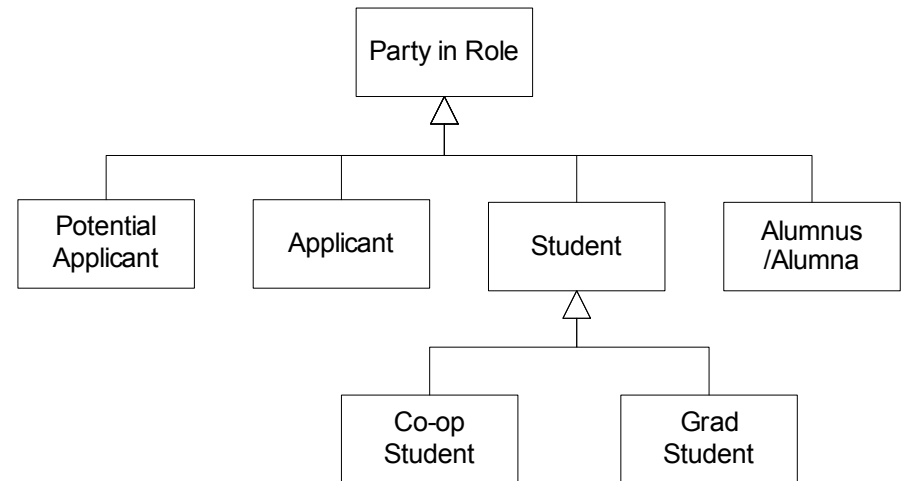 Party in Role
Potential
Applicant
Applicant
Student
Alumnus
/Alumna
Co-op
Student
Grad
Student